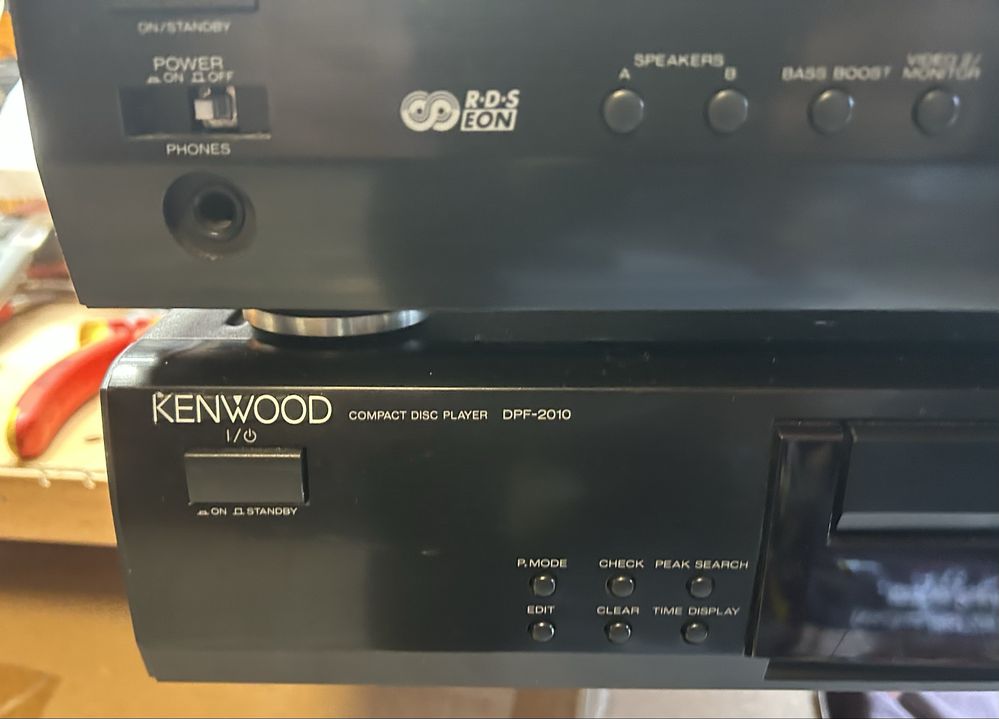 ON/STANDBY
POWER
ON OFF
PHONES
R·D·S
EON
SPEAKERS
A B
BASS BOOST
VIDEO 2/
MONITOR
KENWOOD COMPACT DISC PLAYER DPF-2010
I/⏻
ON STANDBY
P.MODE CHECK PEAK SEARCH
EDIT CLEAR TIME DISPLAY